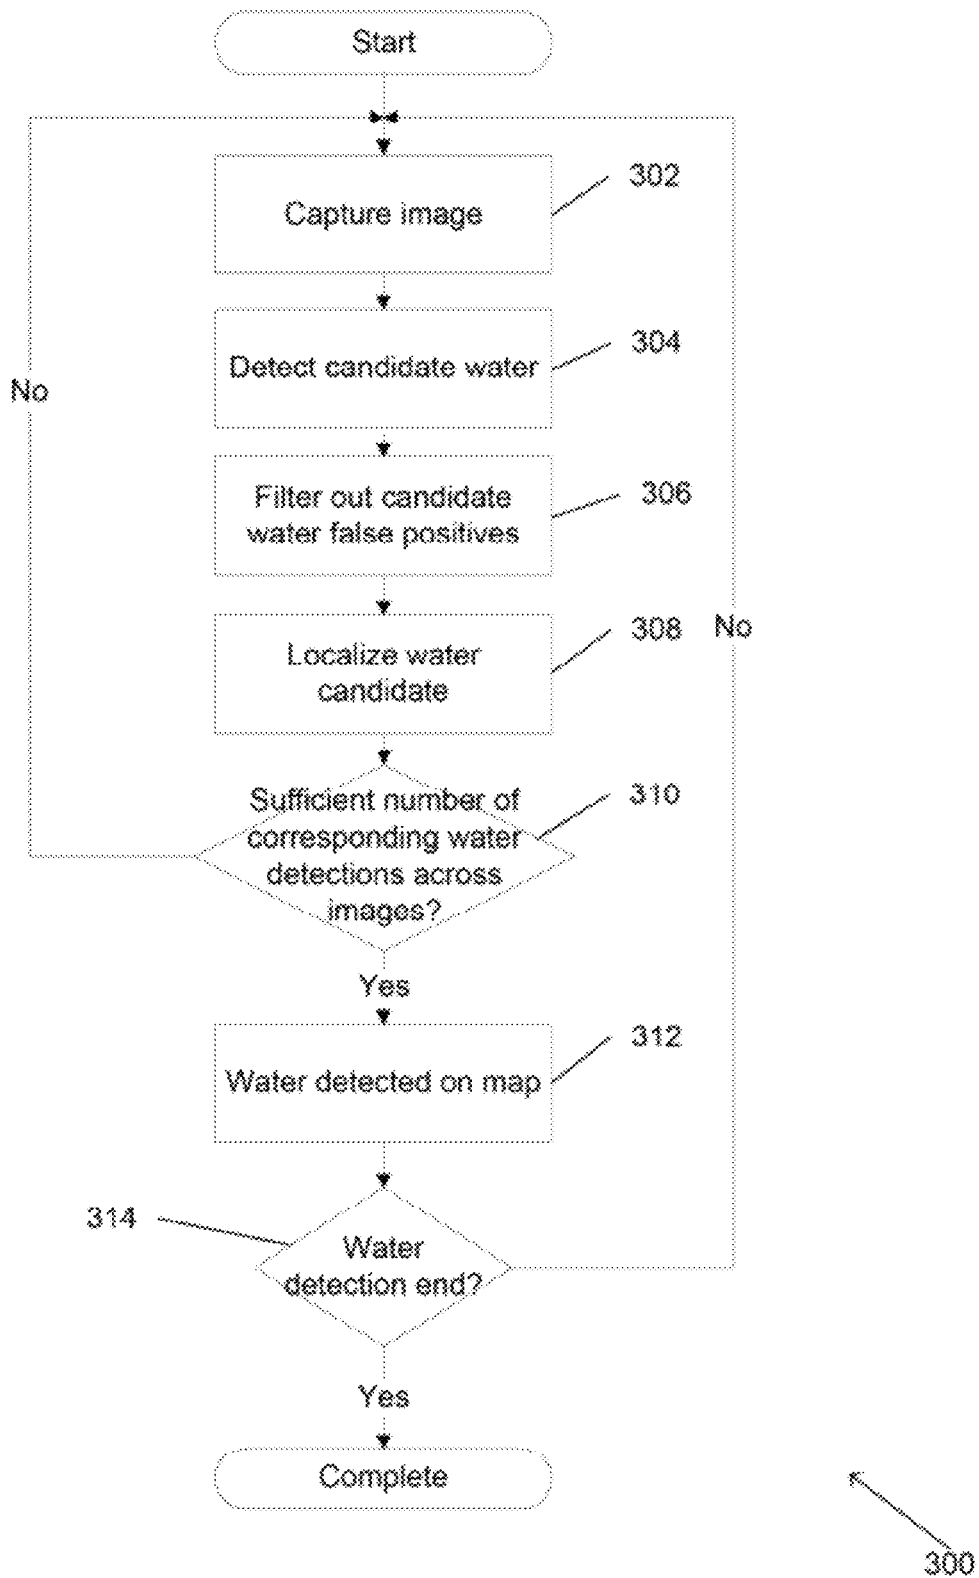 Start
302
Capture image
304
Detect candidate water
No
306
Filter out candidate
water false positives
308
No
Localize water
candidate
310
Sufficient number of
corresponding water
detections across
images?
Yes
312
Water detected on map
314
Water
detection end?
Yes
Complete
300